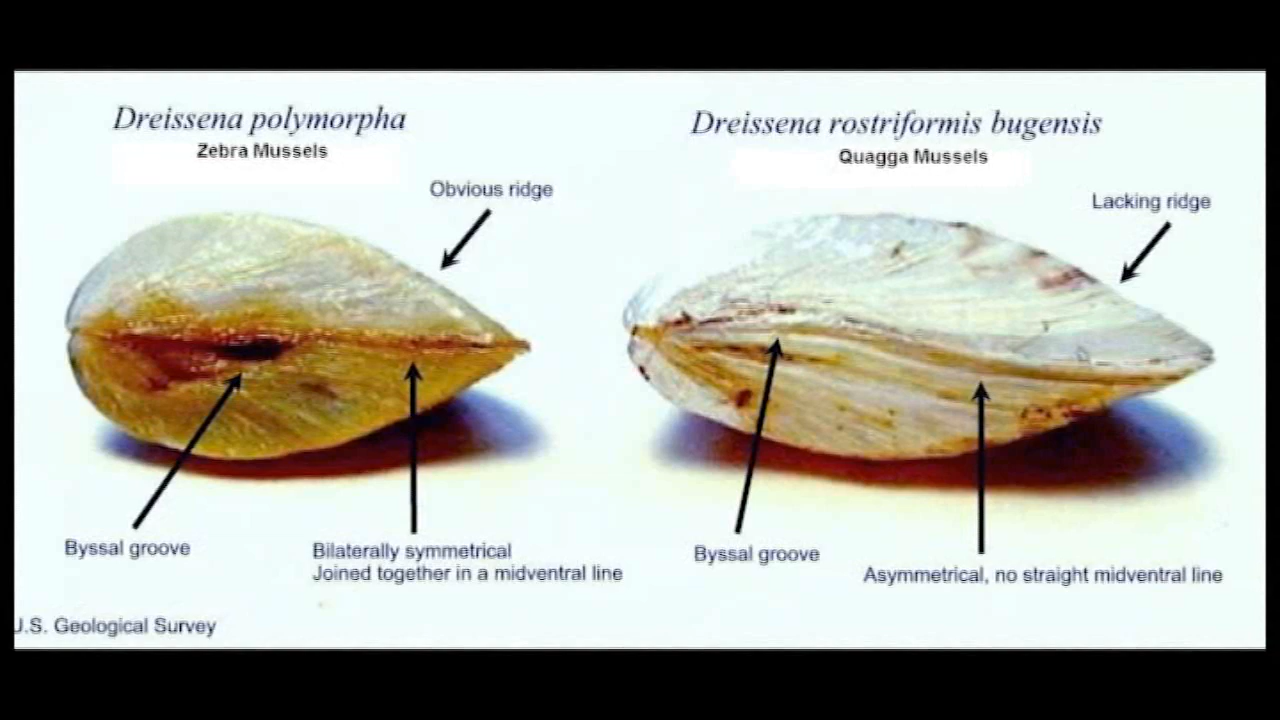 Dreissena polymorpha
Zebra Mussels
Obvious ridge
Byssal groove
Bilaterally symmetrical
Joined together in a midventral line
Dreissena rostriformis bugensis
Quagga Mussels
Lacking ridge
Byssal groove
Asymmetrical, no straight midventral line
U.S. Geological Survey